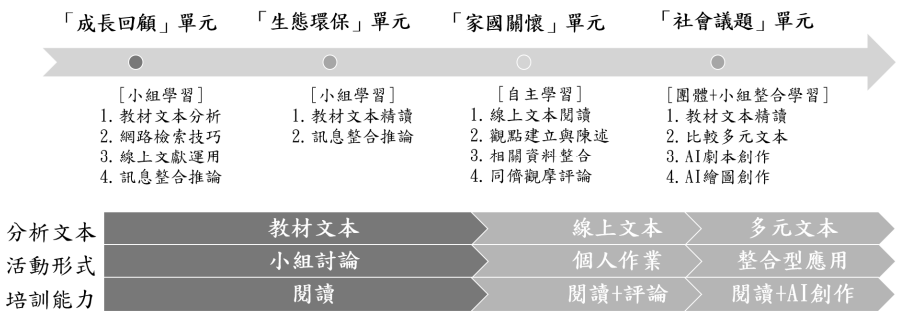 「成長回顧」單元
「生態環保」單元
「家國關懷」單元
「社會議題」單元
[小組學習]
1. 教材文本分析
2. 網路檢索技巧
3. 線上文獻運用
4. 訊息整合推論
[小組學習]
1. 教材文本精讀
2. 訊息整合推論
[自主學習]
1. 線上文本閱讀
2. 觀點建立與陳述
3. 相關資料整合
4. 同儕觀摩評論
[團體+小組整合學習]
1. 教材文本精讀
2. 比較多元文本
3. AI劇本創作
4. AI繪圖創作
分析文本 教材文本 線上文本 多元文本
活動形式 小組討論 個人作業 整合型應用
培訓能力 閱讀 閱讀+評論 閱讀+AI創作